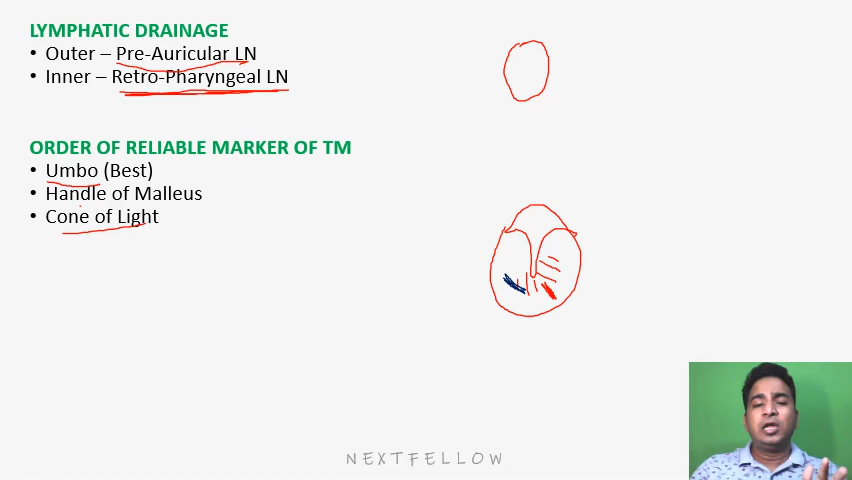 LYMPHATIC DRAINAGE
• Outer – Pre-Auricular LN
• Inner – Retro-Pharyngeal LN
ORDER OF RELIABLE MARKER OF TM
• Umbo (Best)
• Handle of Malleus
• Cone of Light
NEXTFELLOW